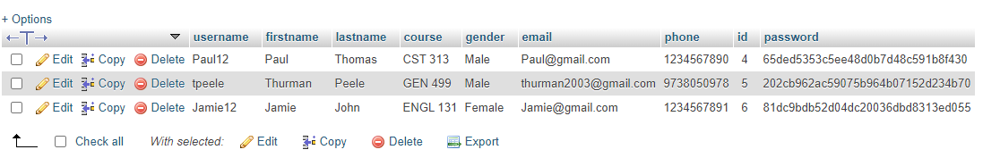 + Options
username firstname lastname course gender email phone id password
Edit Copy Delete Paul12 Paul Thomas CST 313 Male Paul@gmail.com 1234567890 4 65ded5353c5ee48d0b7d48c591b8f430
Edit Copy Delete tpeele Thurman Peele GEN 499 Male thurman2003@gmail.com 9738050978 5 202cb962ac59075b964b07152d234b70
Edit Copy Delete Jamie12 Jamie John ENGL 131 Female Jamie@gmail.com 1234567891 6 81dc9bdb52d04dc20036dbd8313ed055
Check all With selected: Edit Copy Delete Export